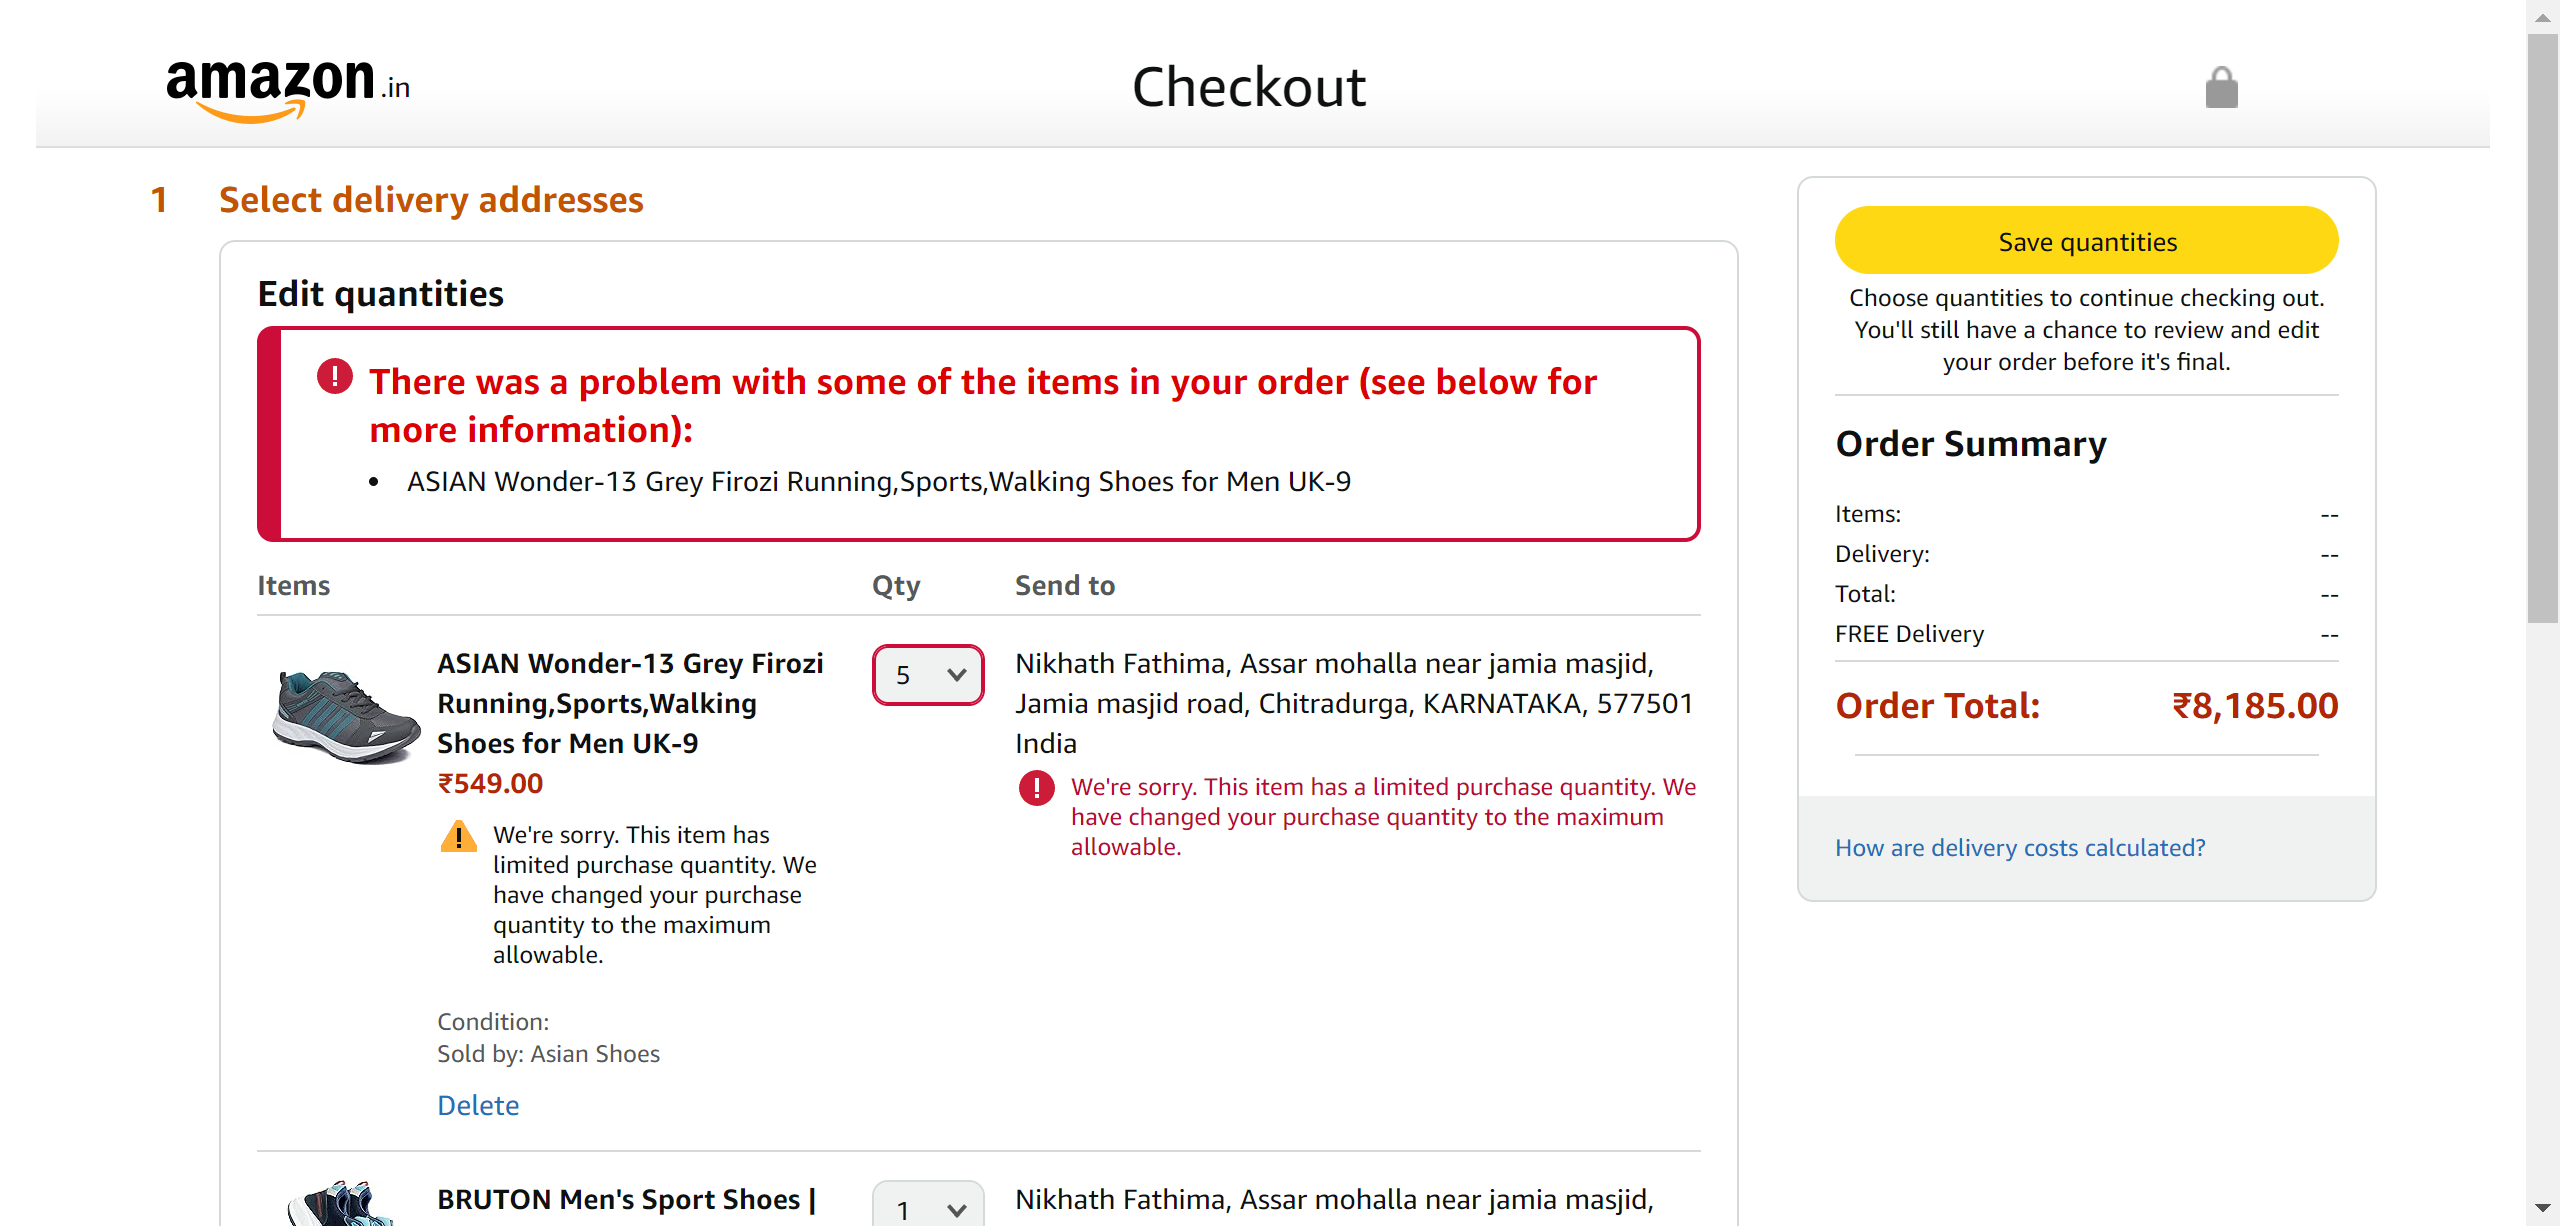 amazon.in
Checkout
1 Select delivery addresses
Edit quantities
There was a problem with some of the items in your order (see below for
more information):
• ASIAN Wonder-13 Grey Firozi Running,Sports,Walking Shoes for Men UK-9
Items Qty Send to
ASIAN Wonder-13 Grey Firozi
Running,Sports,Walking
Shoes for Men UK-9
₹549.00
We're sorry. This item has
limited purchase quantity. We
have changed your purchase
quantity to the maximum
allowable.
Condition:
Sold by: Asian Shoes
Delete
5
Nikhath Fathima, Assar mohalla near jamia masjid,
Jamia masjid road, Chitradurga, KARNATAKA, 577501
India
We're sorry. This item has a limited purchase quantity. We
have changed your purchase quantity to the maximum
allowable.
BRUTON Men's Sport Shoes |
1
Nikhath Fathima, Assar mohalla near jamia masjid,
Save quantities
Choose quantities to continue checking out.
You'll still have a chance to review and edit
your order before it's final.
Order Summary
Items: --
Delivery: --
Total: --
FREE Delivery --
Order Total: ₹8,185.00
How are delivery costs calculated?